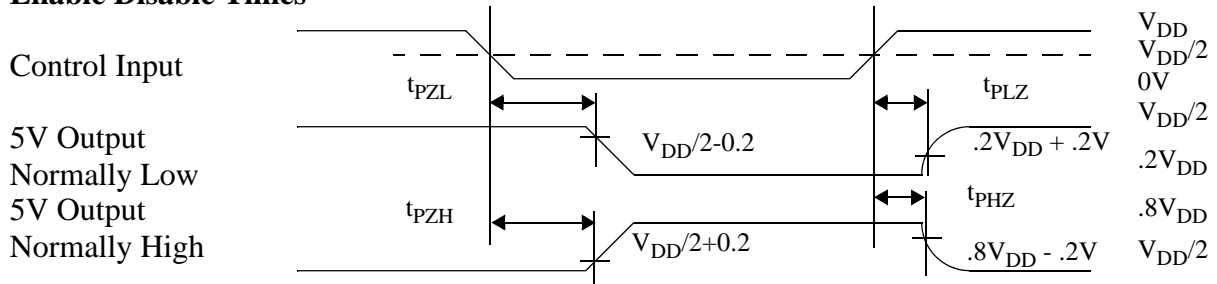 Enable Disable Times
Control Input
V_DD
V_DD/2
0V
t_PZL
t_PLZ
V_DD/2
5V Output
Normally Low
V_DD/2-0.2
.2V_DD + .2V
.2V_DD
5V Output
Normally High
t_PZH
t_PHZ
.8V_DD
V_DD/2+0.2
.8V_DD - .2V
V_DD/2